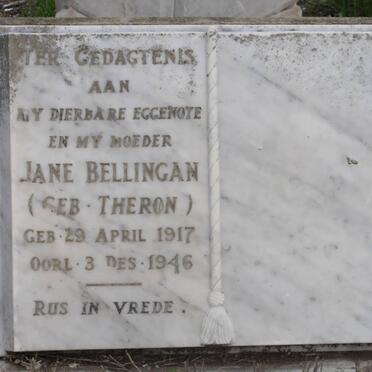 TER GEDAGTENIS
AAN
MY DIERBARE EGGENOTE
EN MY MOEDER
JANE BELLINGAN
(GEB · THERON)
GEB · 29 APRIL 1917
OORL · 3 DES · 1946
RUS IN VREDE.